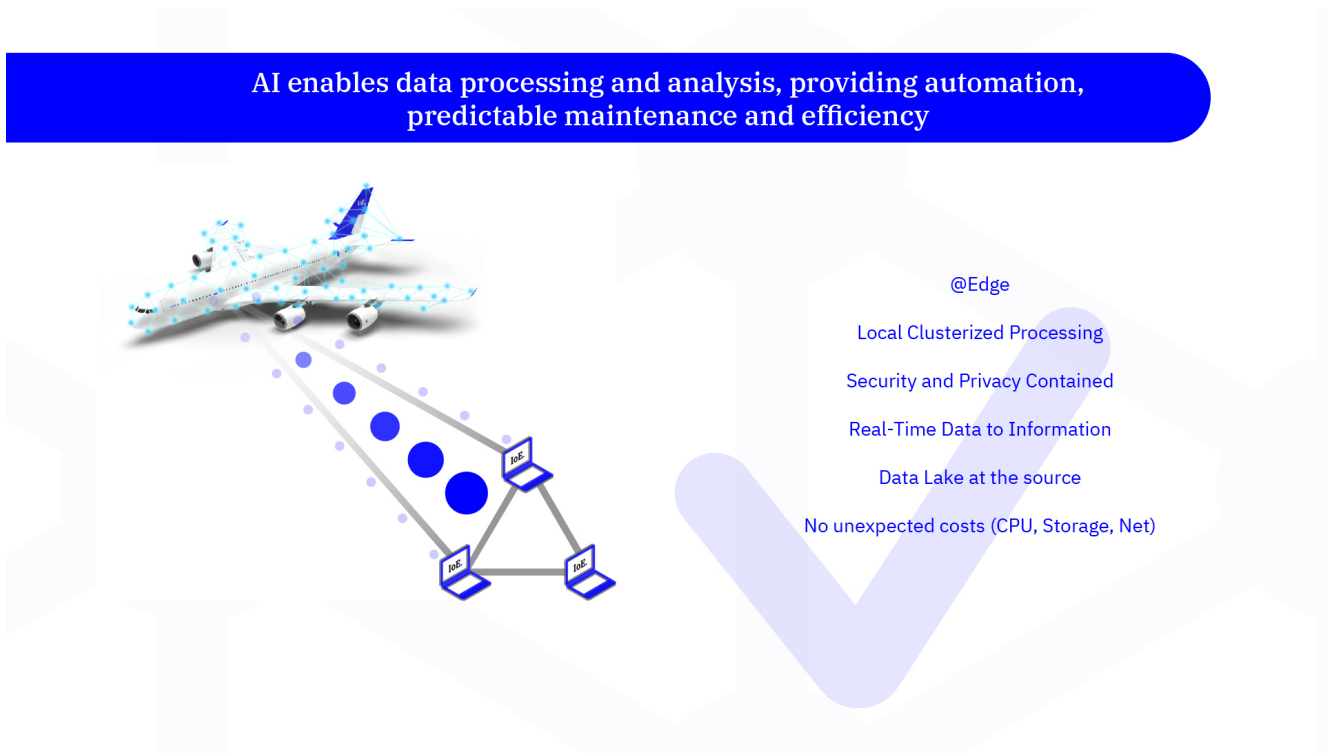 AI enables data processing and analysis, providing automation,
predictable maintenance and efficiency
IoE.
@Edge
Local Clusterized Processing
Security and Privacy Contained
Real-Time Data to Information
Data Lake at the source
No unexpected costs (CPU, Storage, Net)
IoE.
IoE.
IoE.